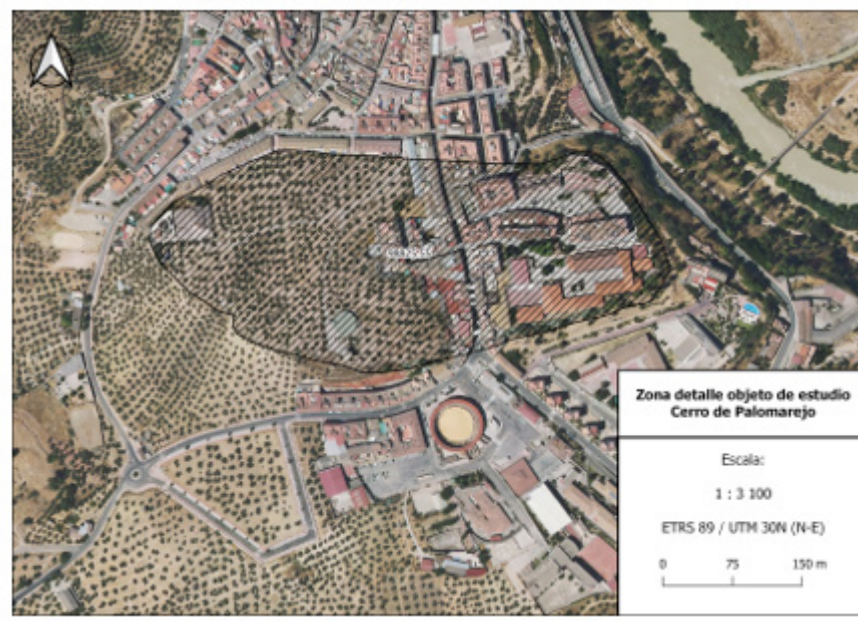 Zona detalle objeto de estudio
Cerro de Palomarejo
Escala:
1 : 3 100
ETRS 89 / UTM 30N (N-E)
0 75 150 m